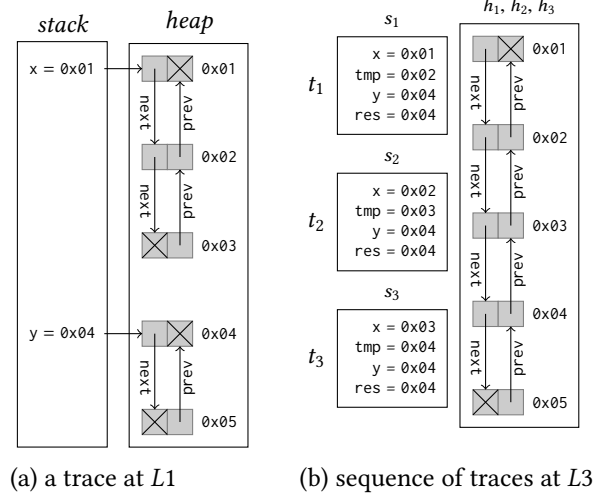 stack
heap
x = 0x01
0x01
next
prev
0x02
next
prev
0x03
y = 0x04
0x04
next
prev
0x05
(a) a trace at L1
s1
h1, h2, h3
t1
x = 0x01
tmp = 0x02
y = 0x04
res = 0x04
s2
t2
x = 0x02
tmp = 0x03
y = 0x04
res = 0x04
s3
t3
x = 0x03
tmp = 0x04
y = 0x04
res = 0x04
0x01
next
prev
0x02
next
prev
0x03
next
prev
0x04
next
prev
0x05
(b) sequence of traces at L3